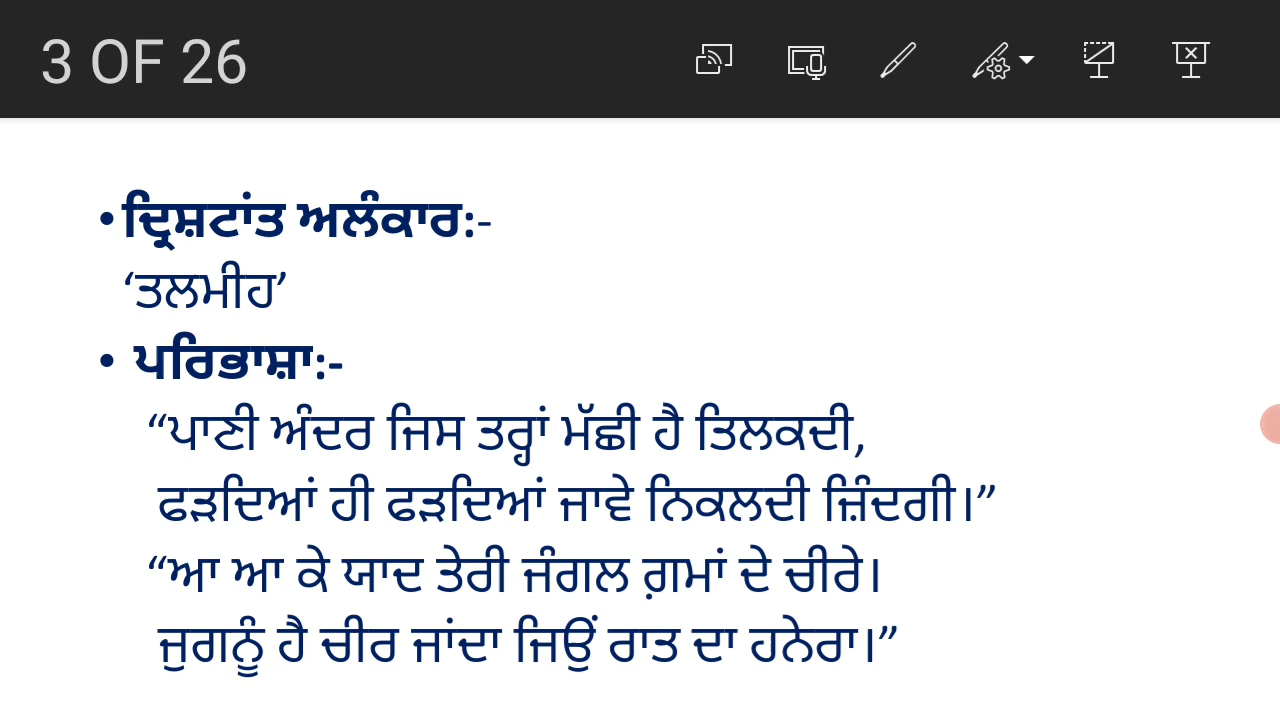 3 OF 26
•ਦ੍ਰਿਸ਼ਟਾਂਤ ਅਲੰਕਾਰ:-
‘ਤਲਮੀਹ’
• ਪਰਿਭਾਸ਼ਾ:-
“ਪਾਣੀ ਅੰਦਰ ਜਿਸ ਤਰ੍ਹਾਂ ਮੱਛੀ ਹੈ ਤਿਲਕਦੀ,
ਫੜਦਿਆਂ ਹੀ ਫੜਦਿਆਂ ਜਾਵੇ ਨਿਕਲਦੀ ਜ਼ਿੰਦਗੀ।”
“ਆ ਆ ਕੇ ਯਾਦ ਤੇਰੀ ਜੰਗਲ ਗ਼ਮਾਂ ਦੇ ਚੀਰੇ।
ਜੁਗਨੂੰ ਹੈ ਚੀਰ ਜਾਂਦਾ ਜਿਉਂ ਰਾਤ ਦਾ ਹਨੇਰਾ।”